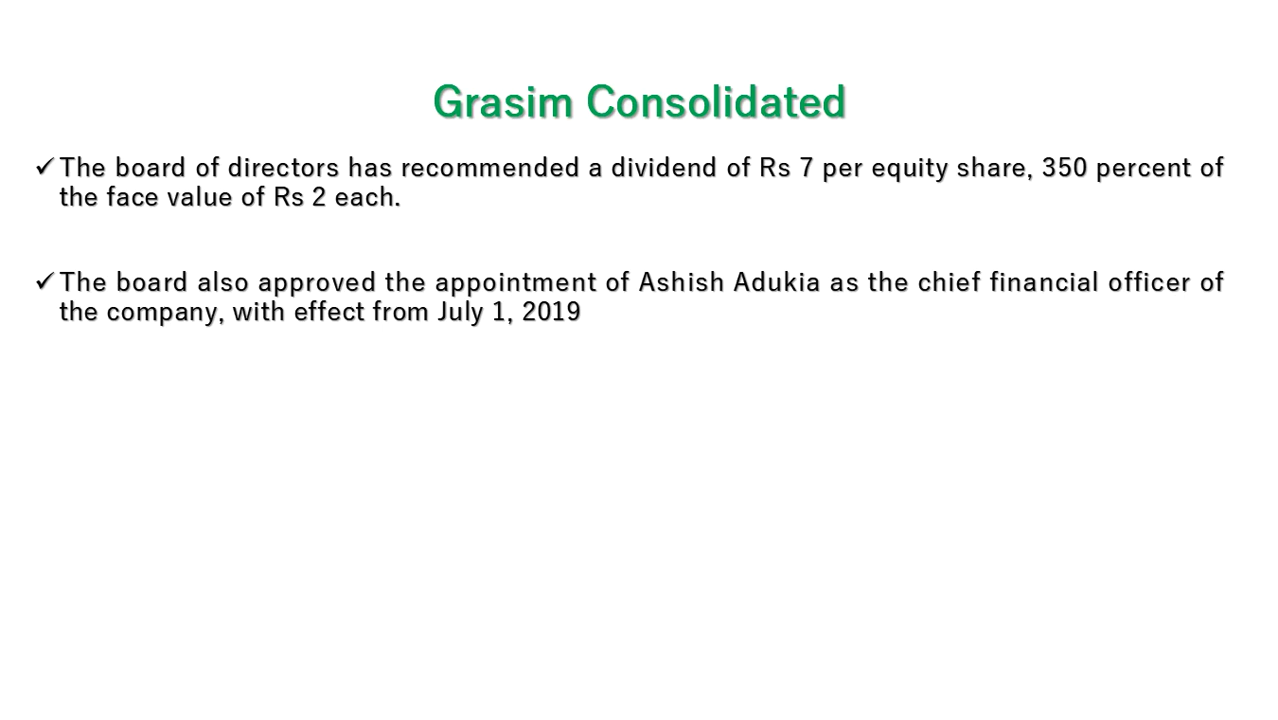 Grasim Consolidated
✓ The board of directors has recommended a dividend of Rs 7 per equity share, 350 percent of
the face value of Rs 2 each.
✓ The board also approved the appointment of Ashish Adukia as the chief financial officer of
the company, with effect from July 1, 2019